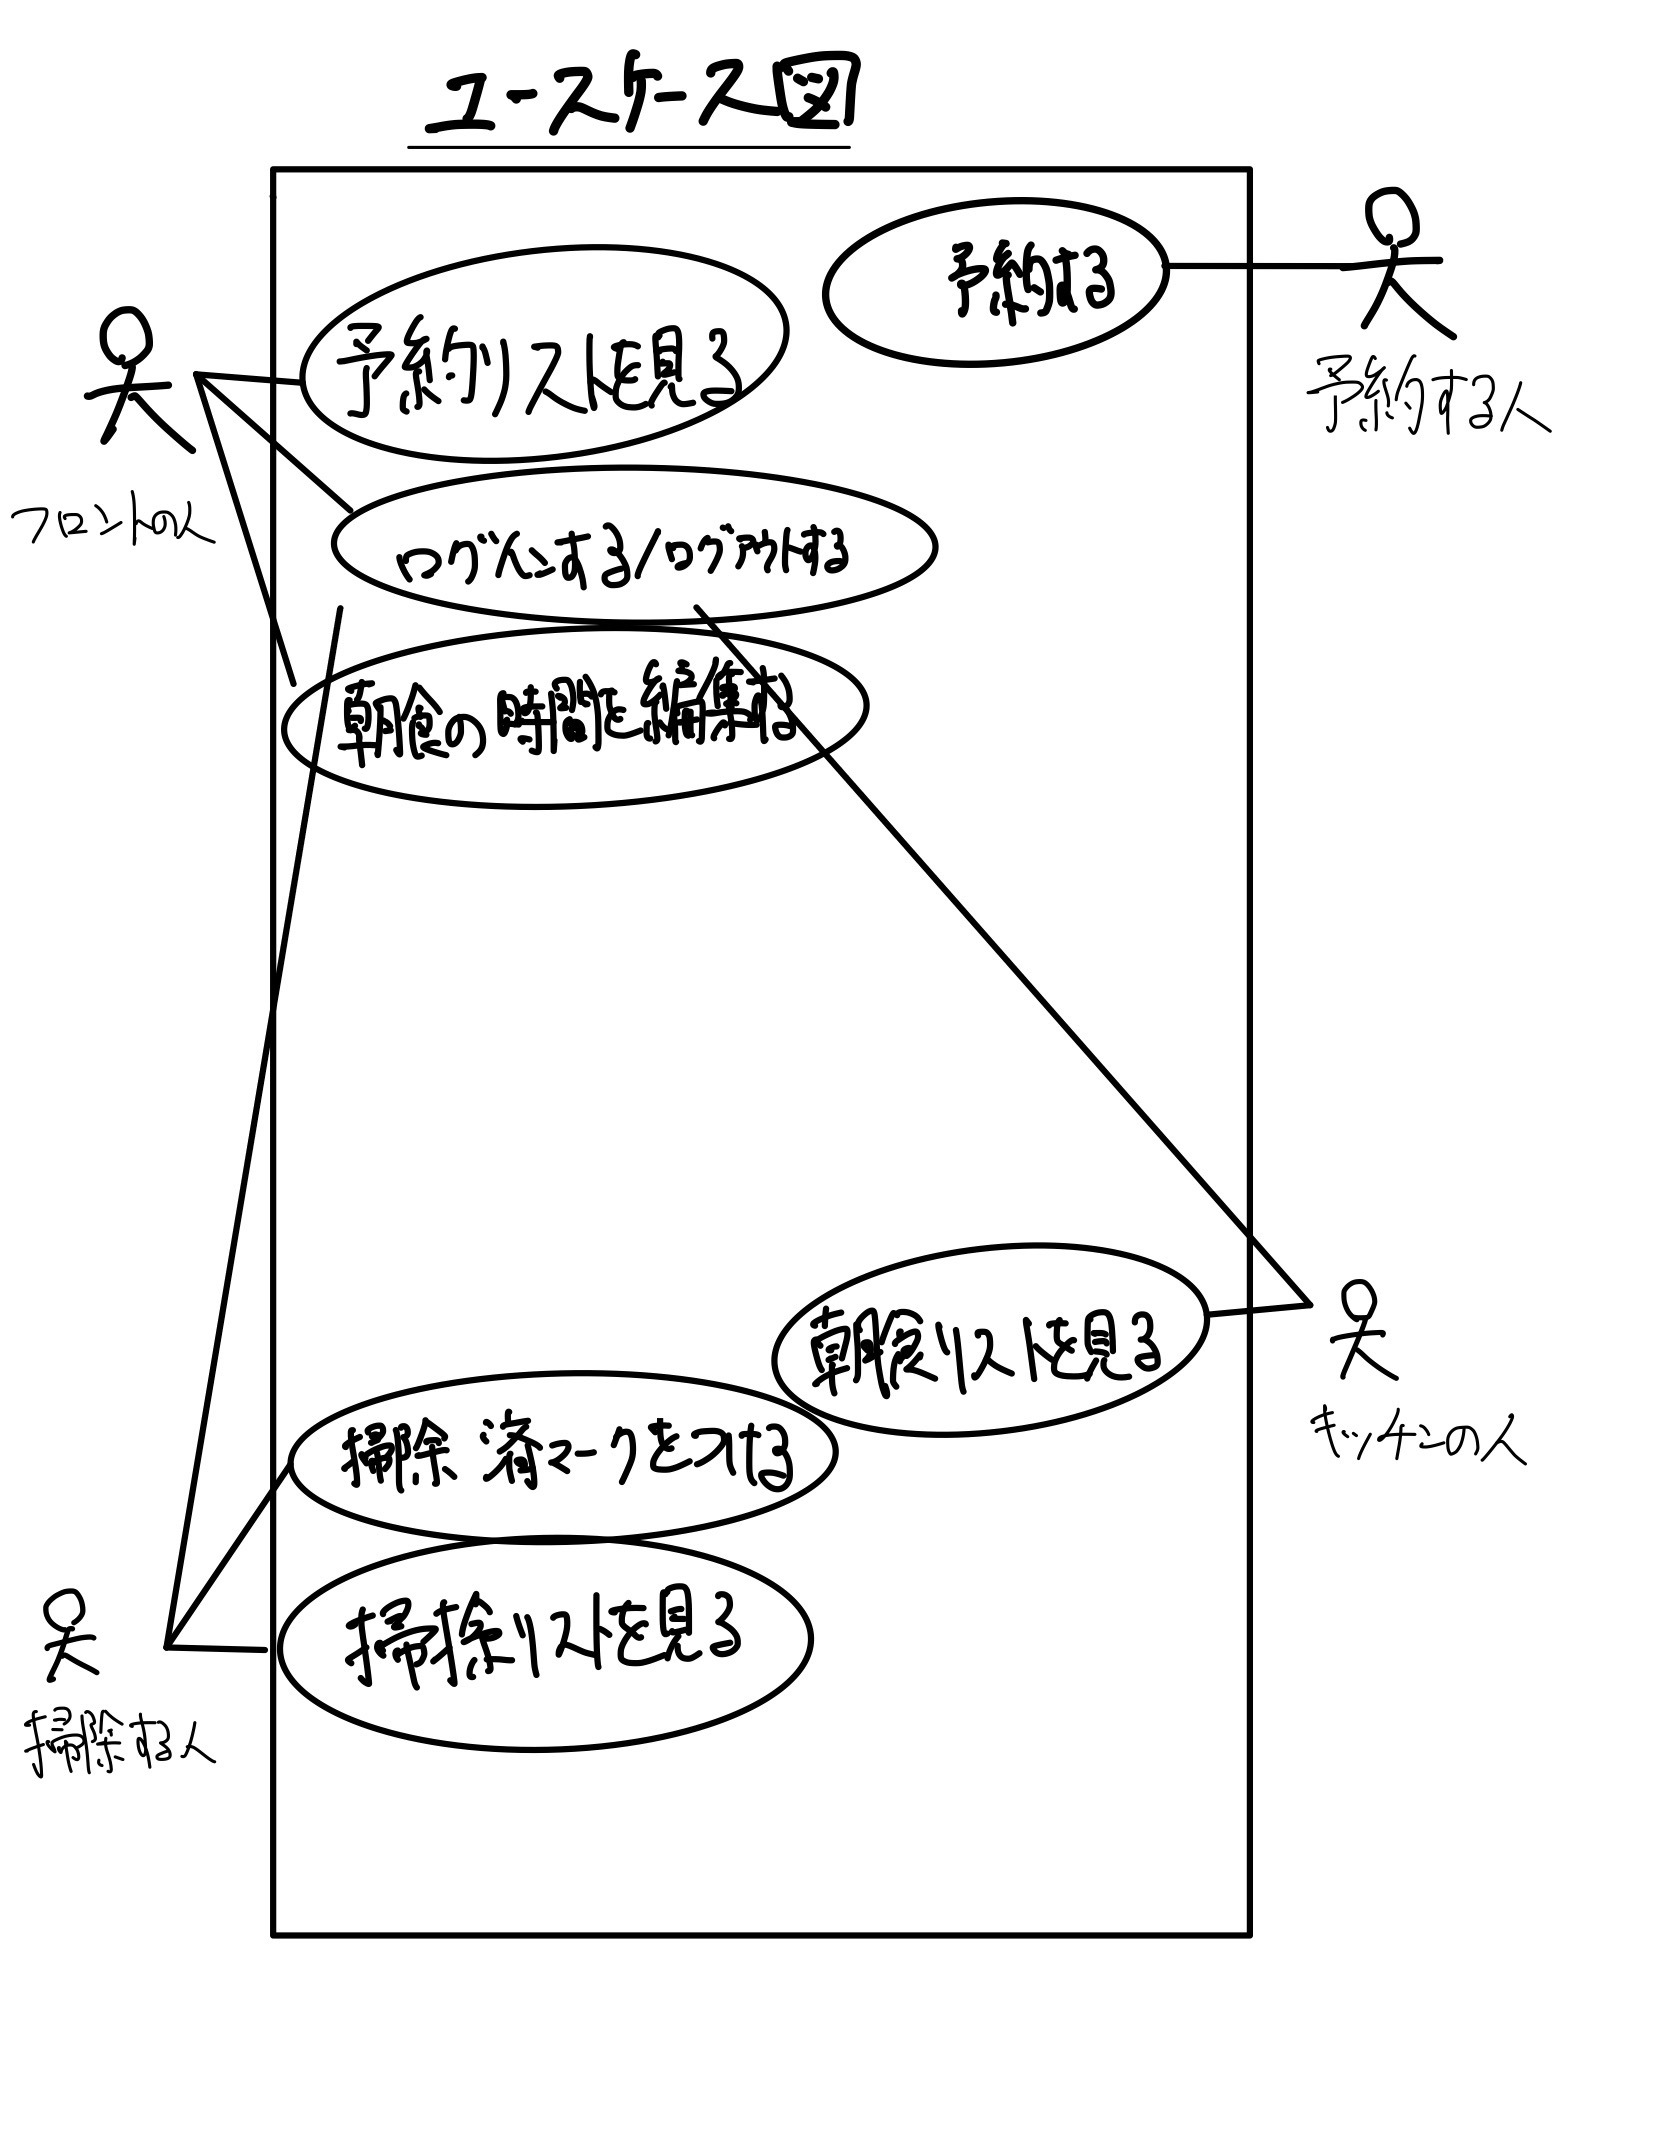 ユースケース図
予約する
予約リストを見る
予約する人
フロントの人
ログインする/ログアウトする
朝食の時間を編集する
朝食リストを見る
キッチンの人
掃除済マークをつける
掃除リストを見る
掃除する人